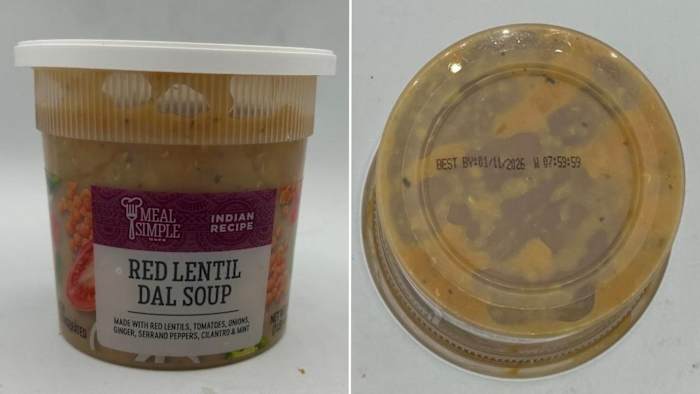 MEAL
SIMPLE
INDIAN
RECIPE
RED LENTIL
DAL SOUP
MADE WITH RED LENTILS, TOMATOES, ONIONS,
GINGER, SERRANO PEPPERS, CILANTRO & MINT
BEST BY:01/11/2026 W 07:59:59